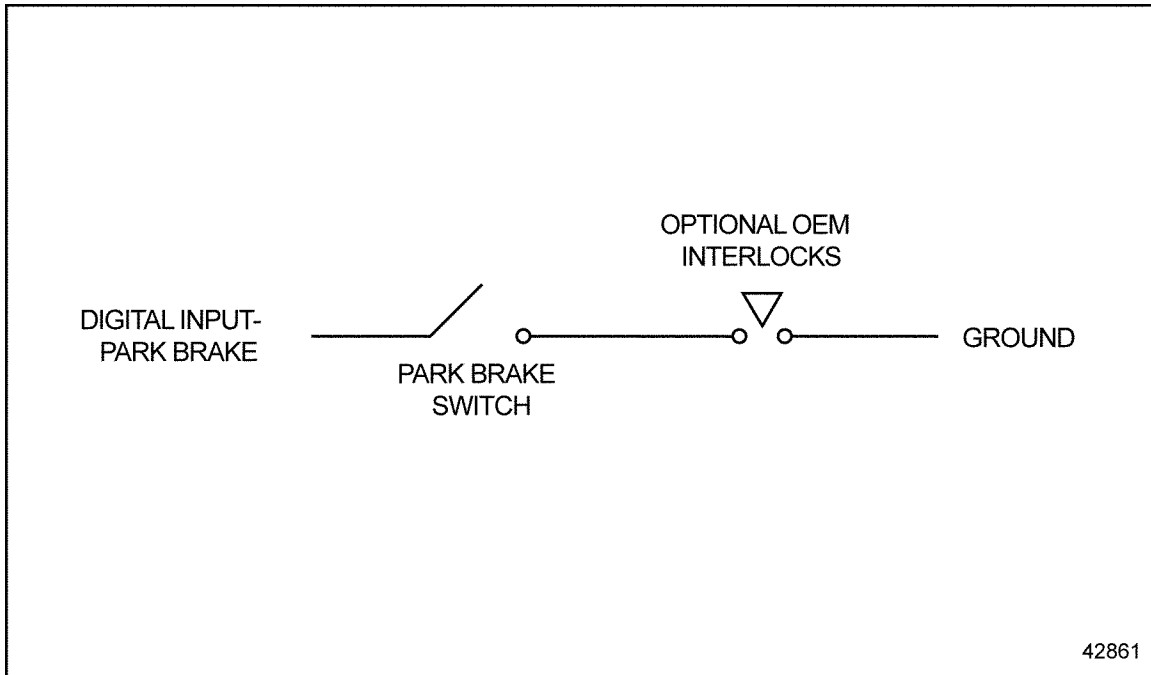 OPTIONAL OEM
INTERLOCKS
DIGITAL INPUT-
PARK BRAKE
GROUND
PARK BRAKE
SWITCH
42861